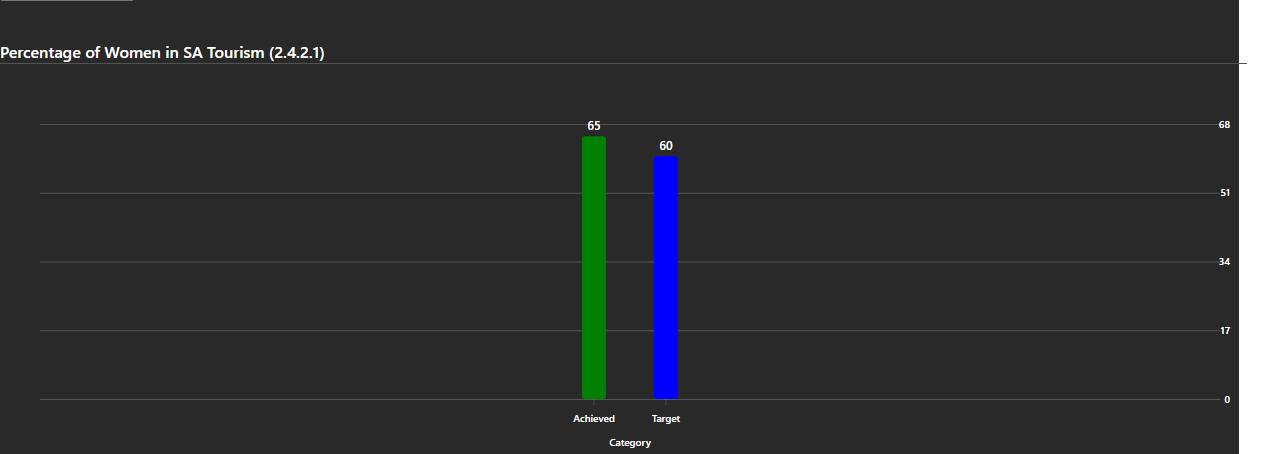 Percentage of Women in SA Tourism (2.4.2.1)
68
65
60
51
34
17
0
Achieved Target
Category